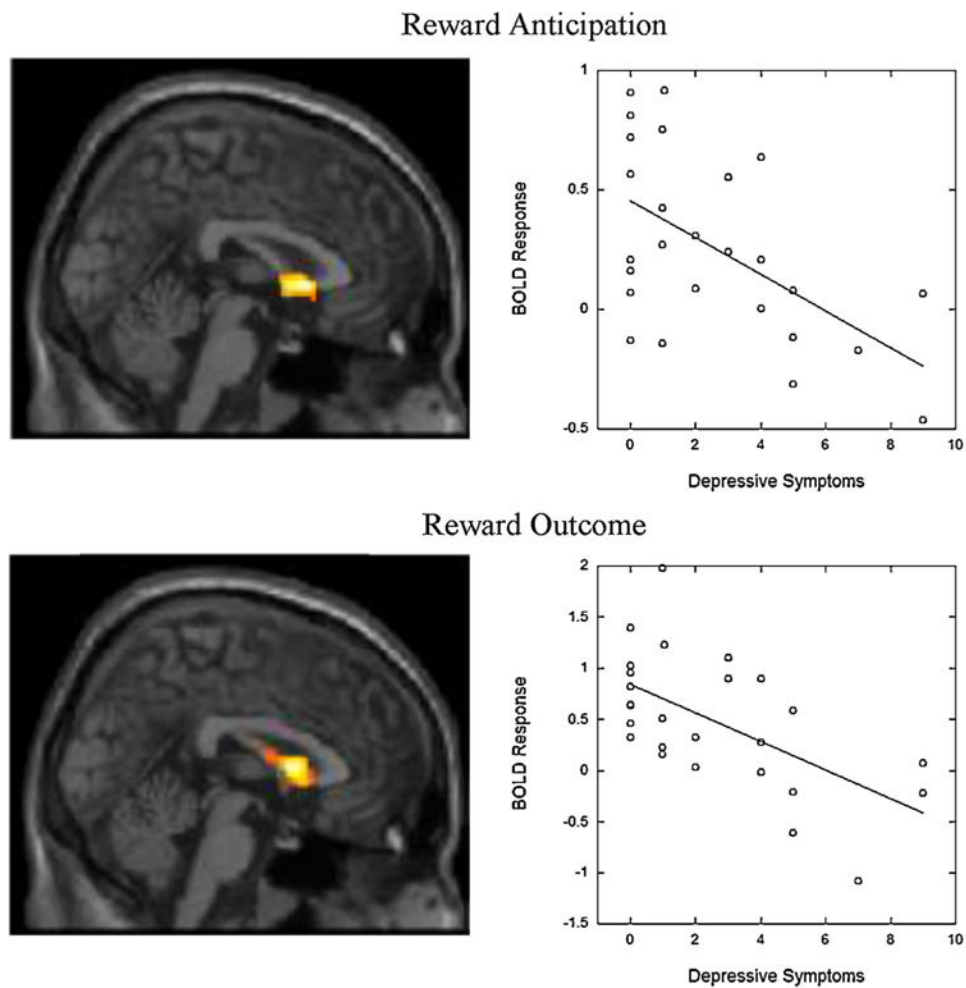 Reward Anticipation
1
0.5
0
-0.5
BOLD Response
0 2 4 6 8 10
Depressive Symptoms
Reward Outcome
2
1.5
1
0.5
0
-0.5
-1
-1.5
BOLD Response
0 2 4 6 8 10
Depressive Symptoms